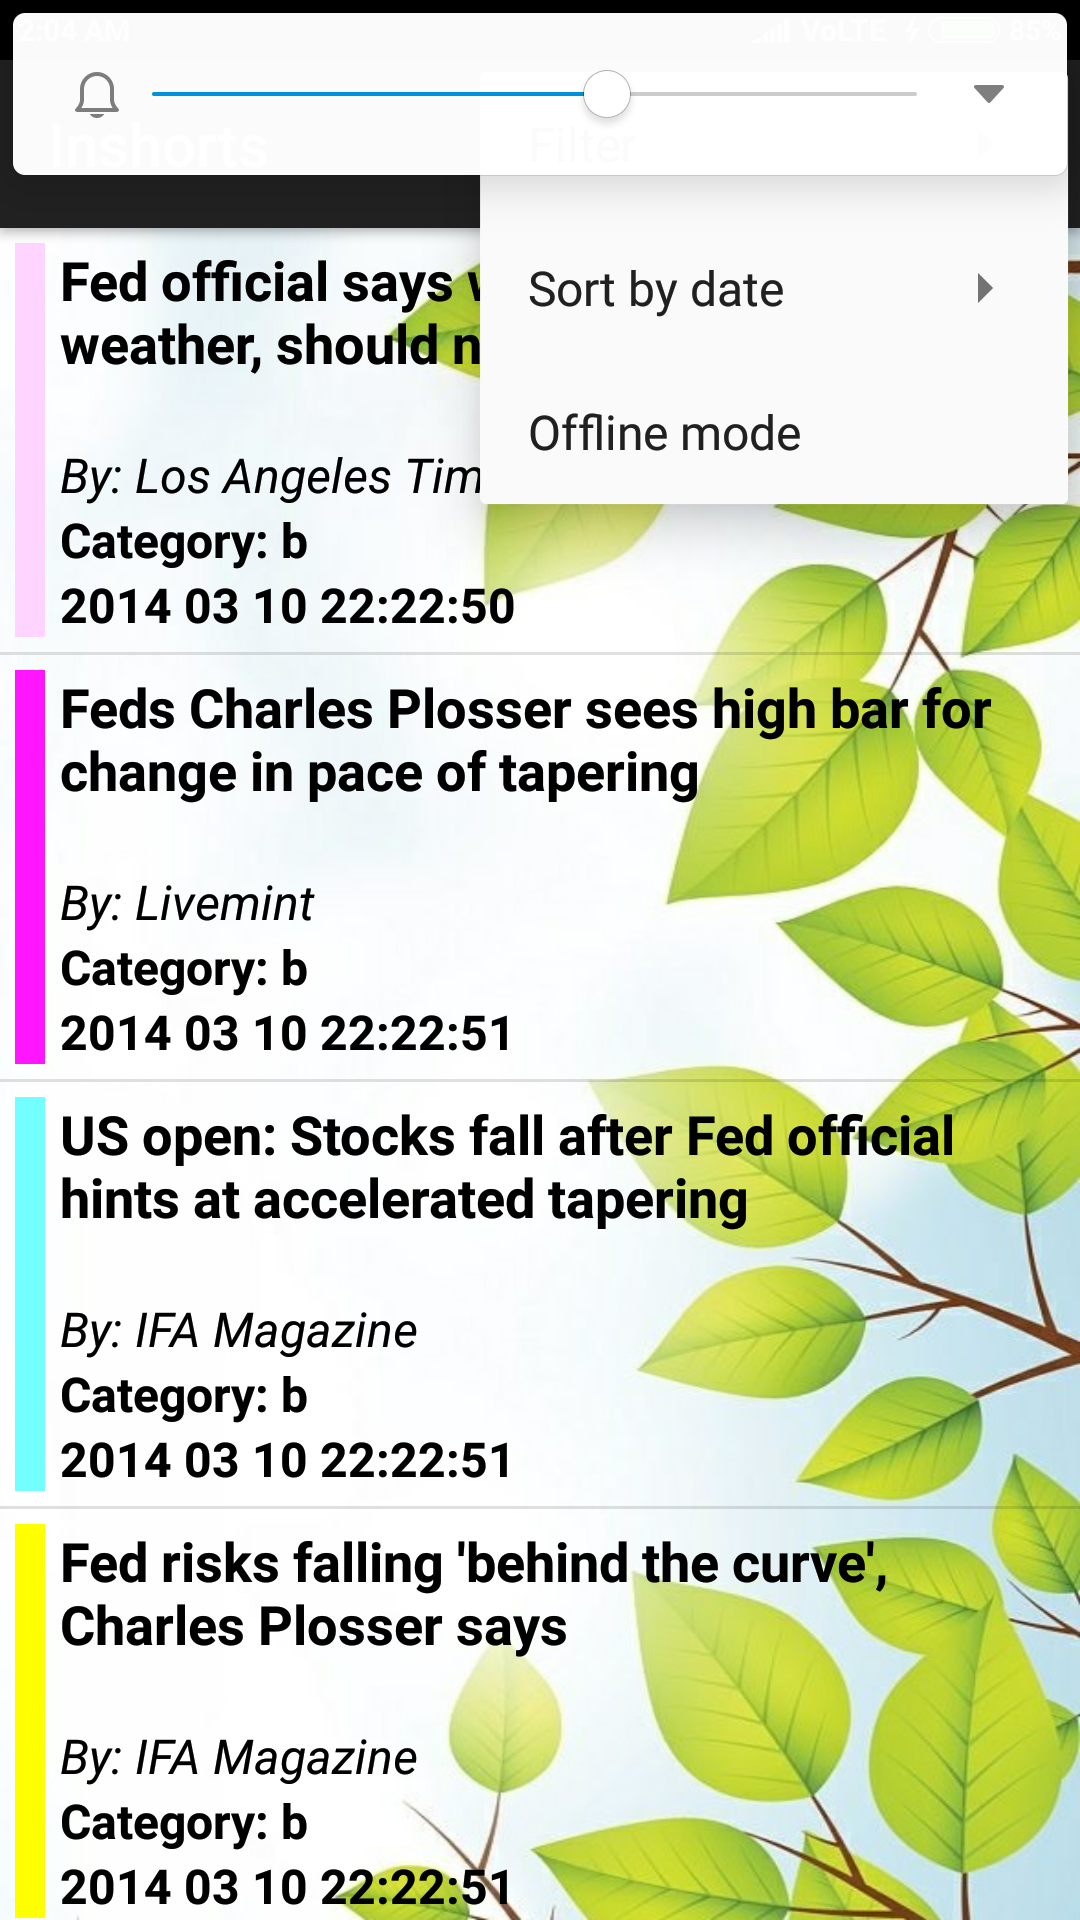 2:04 AM VoLTE 85%
Inshorts
Filter
Sort by date
Offline mode
Fed official says
weather, should n
By: Los Angeles Tim
Category: b
2014 03 10 22:22:50
Feds Charles Plosser sees high bar for
change in pace of tapering
By: Livemint
Category: b
2014 03 10 22:22:51
US open: Stocks fall after Fed official
hints at accelerated tapering
By: IFA Magazine
Category: b
2014 03 10 22:22:51
Fed risks falling 'behind the curve',
Charles Plosser says
By: IFA Magazine
Category: b
2014 03 10 22:22:51